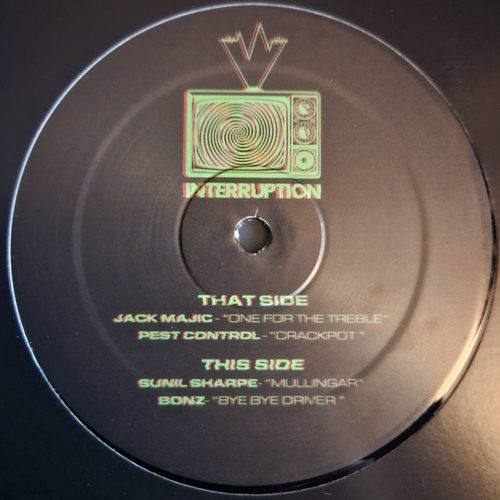 INTERRUPTION
THAT SIDE
JACK MAJIC - "ONE FOR THE TREBLE"
PEST CONTROL - "CRACKPOT "
THIS SIDE
SUNIL SHARPE- "MULLINGAR"
BONZ- "BYE BYE DRIVER "